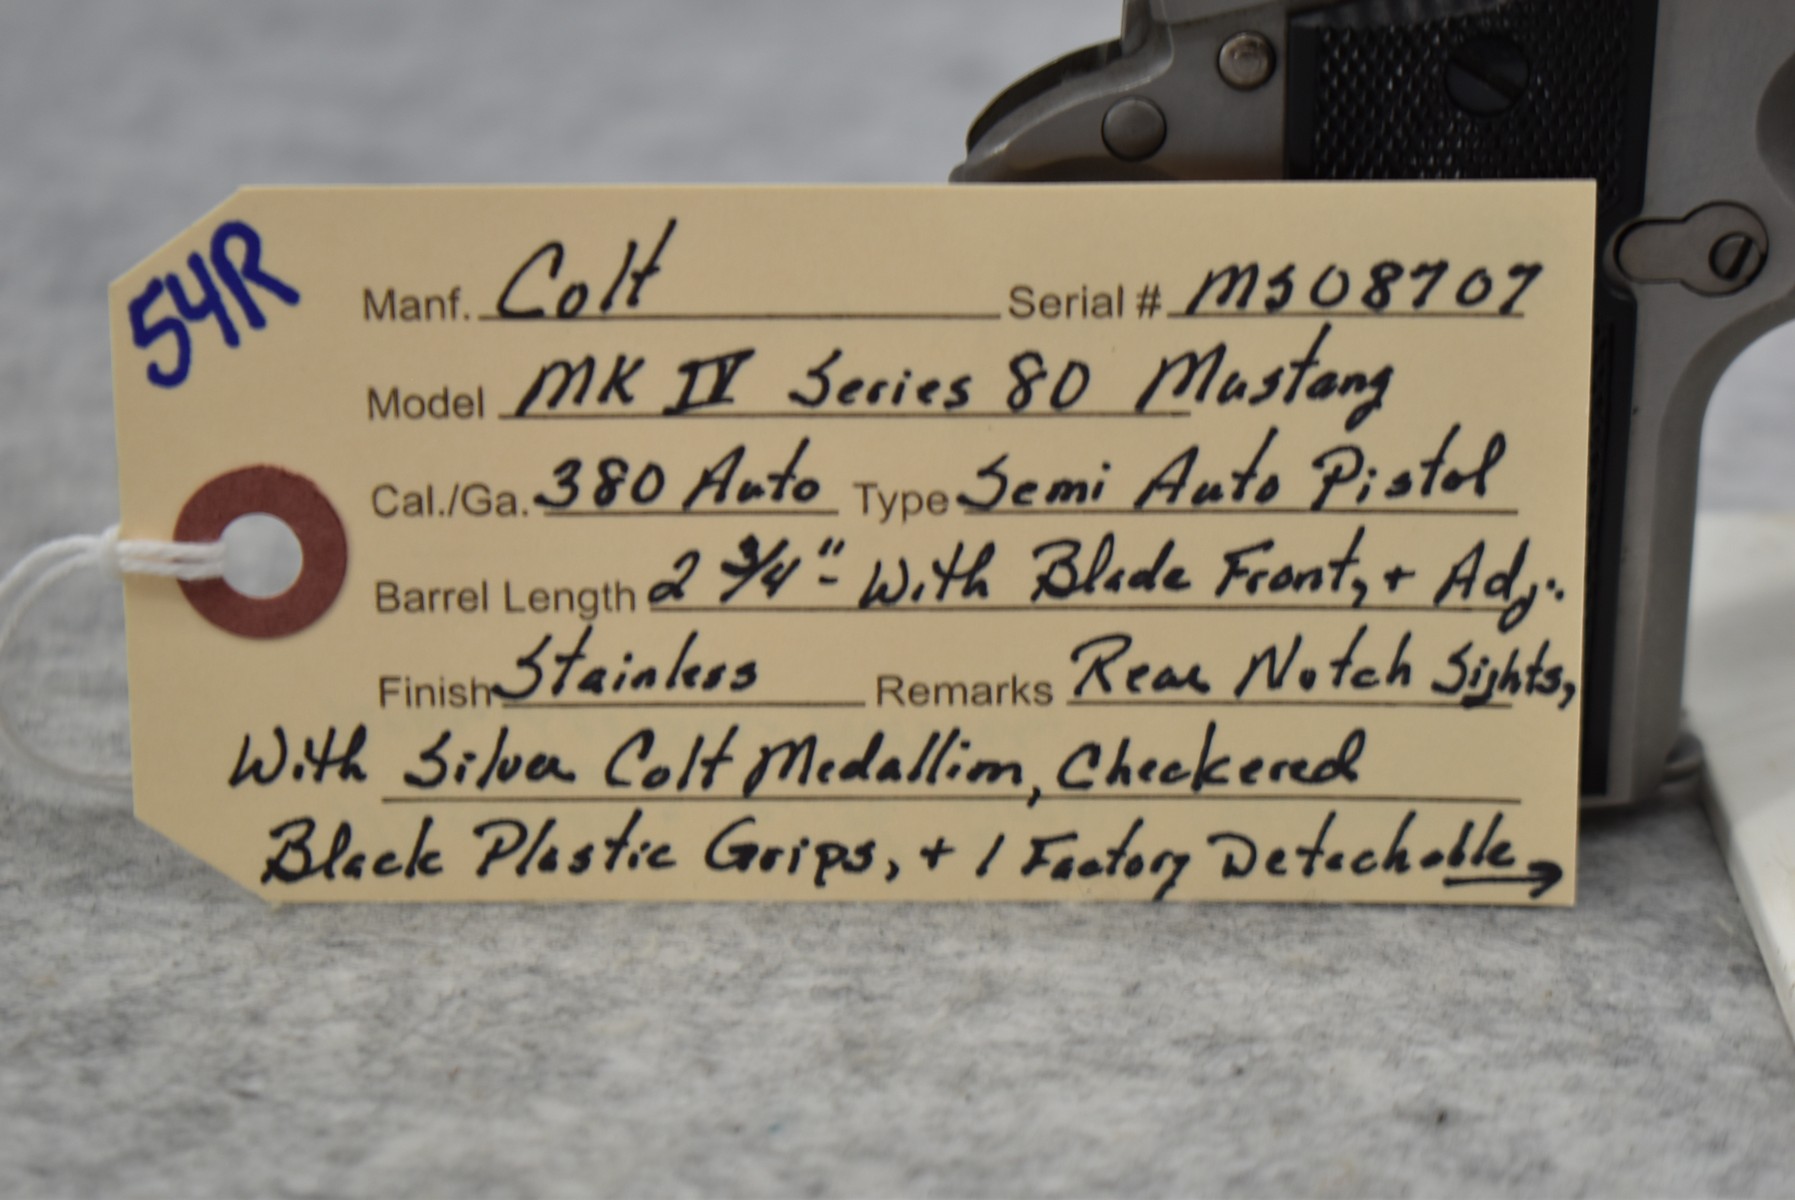 54R
Manf. Colt Serial # MS08707
Model MK IV Series 80 Mustang
Cal./Ga. 380 Auto Type Semi Auto Pistol
Barrel Length 2 3/4"- With Blade Front, + Adj.
Finish Stainless Remarks Rear Notch Sights,
With Silver Colt Medallion, Checkered
Black Plastic Grips, + 1 Factory Detachable →